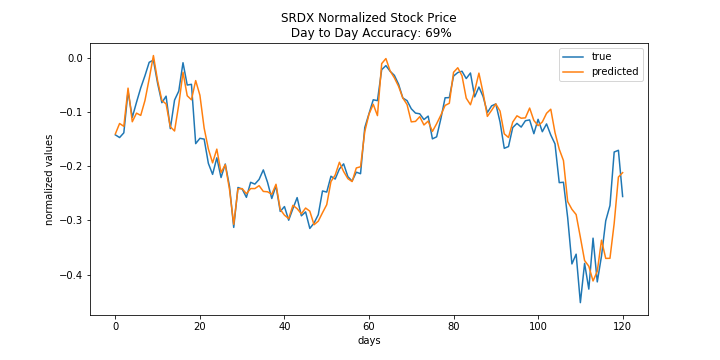 SRDX Normalized Stock Price
Day to Day Accuracy: 69%
true
predicted
normalized values
0.0
−0.1
−0.2
−0.3
−0.4
0
20
40
60
80
100
120
days